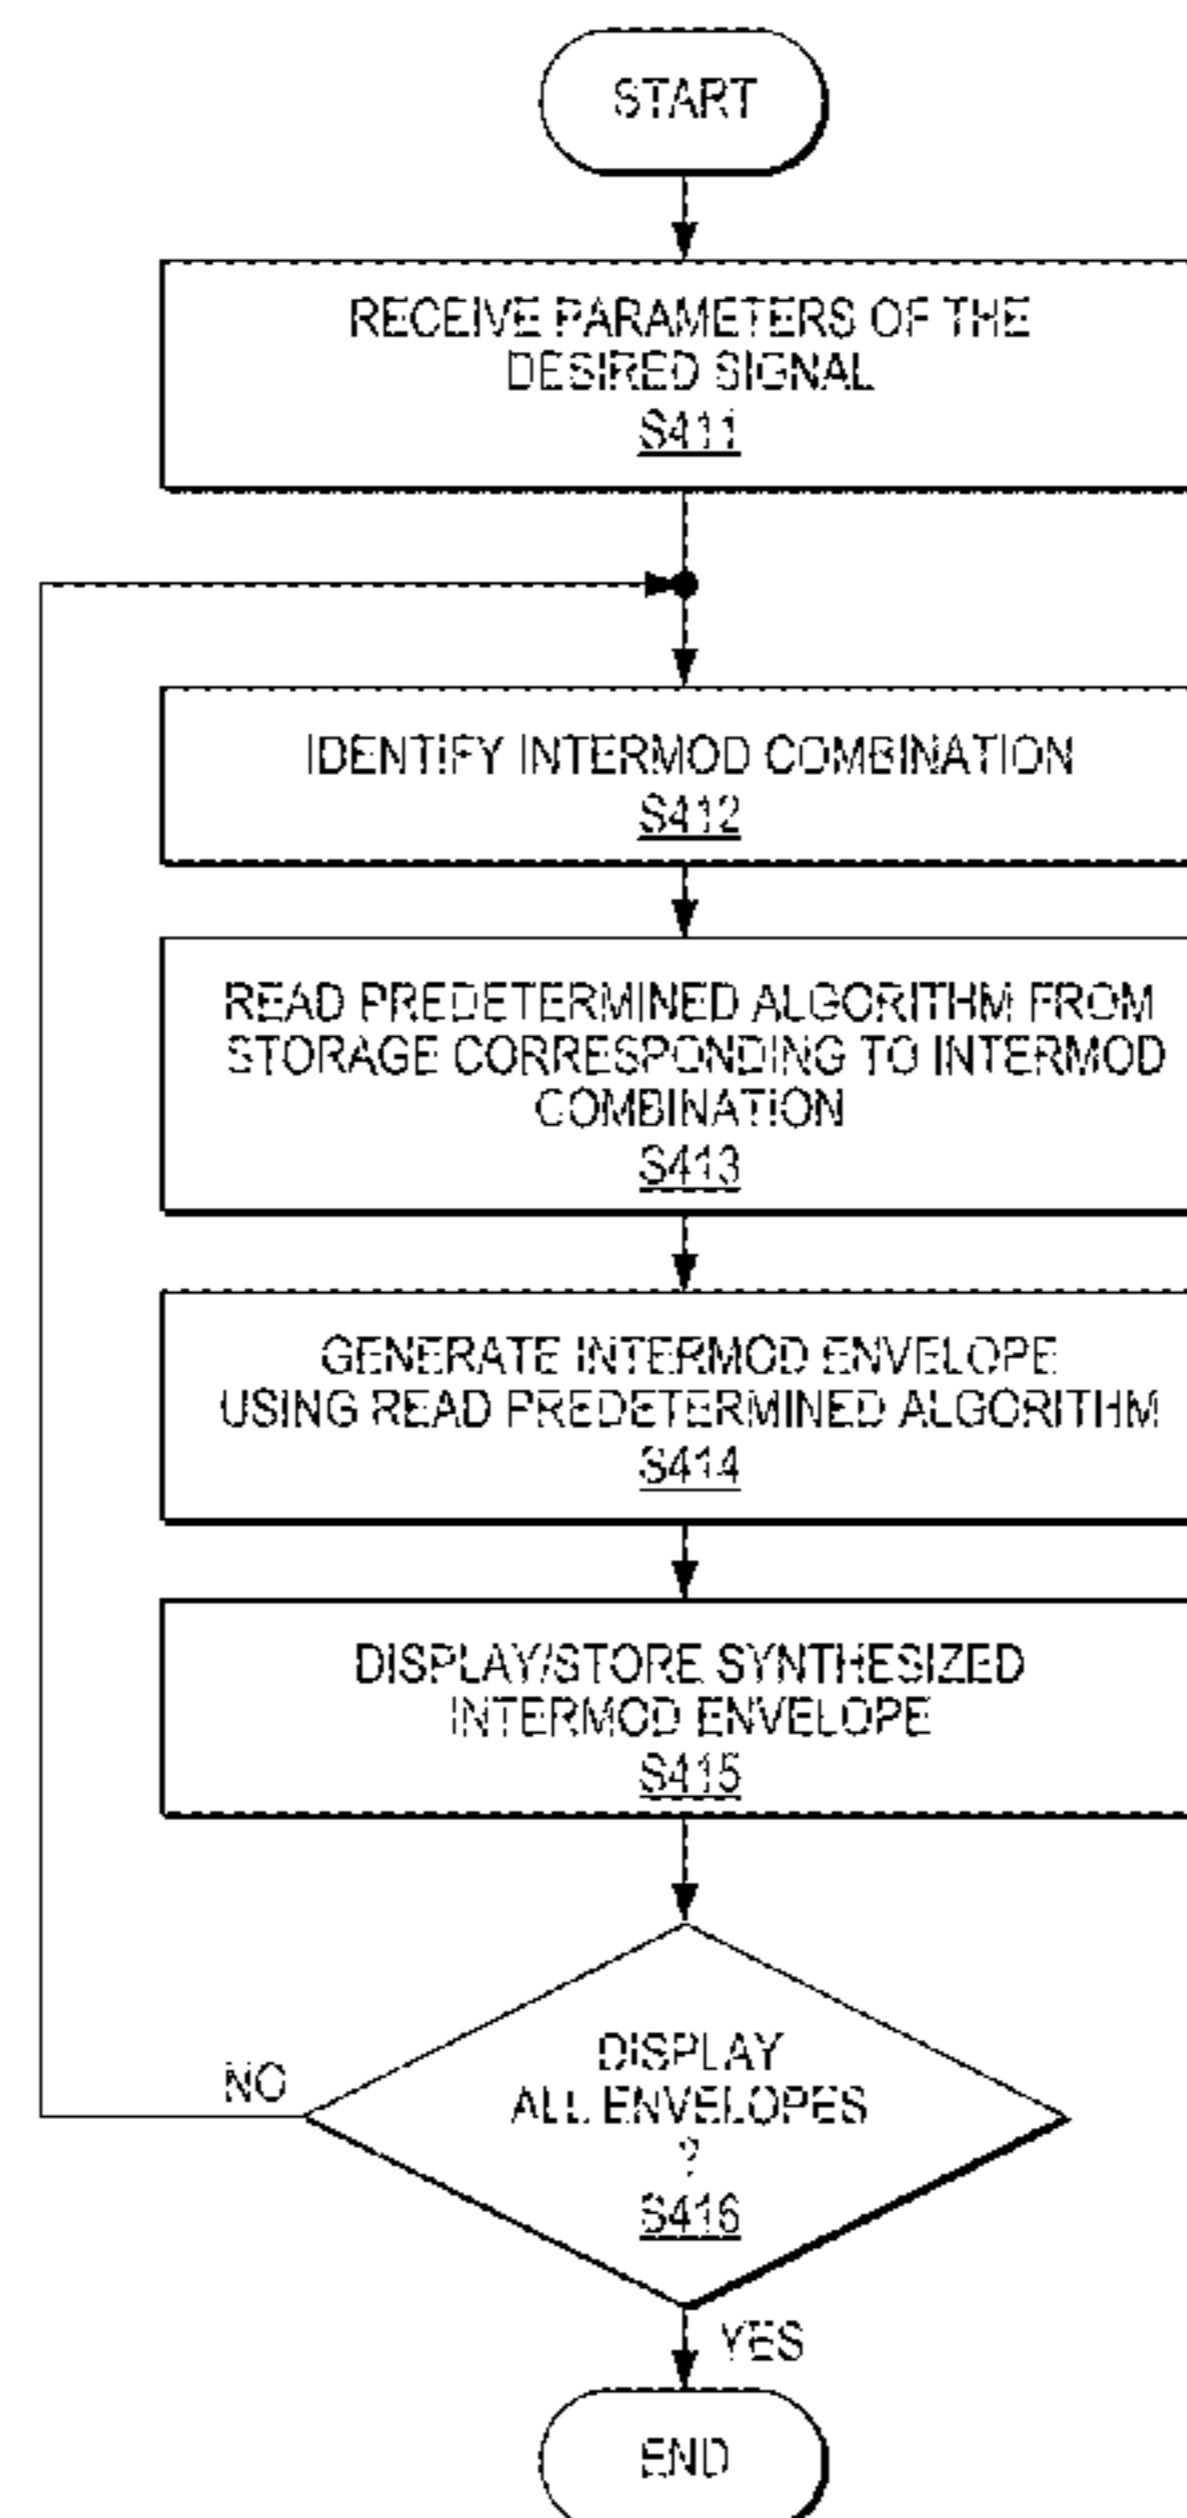 START
RECEIVE PARAMETERS OF THE
DESIRED SIGNAL
S411
IDENTIFY INTERMOD COMBINATION
S412
READ PREDETERMINED ALGORITHM FROM
STORAGE CORRESPONDING TO INTERMOD
COMBINATION
S413
GENERATE INTERMOD ENVELOPE
USING READ PREDETERMINED ALGORITHM
S414
DISPLAY/STORE SYNTHESIZED
INTERMOD ENVELOPE
S415
DISPLAY
ALL ENVELOPES
?
S416
NO
YES
END